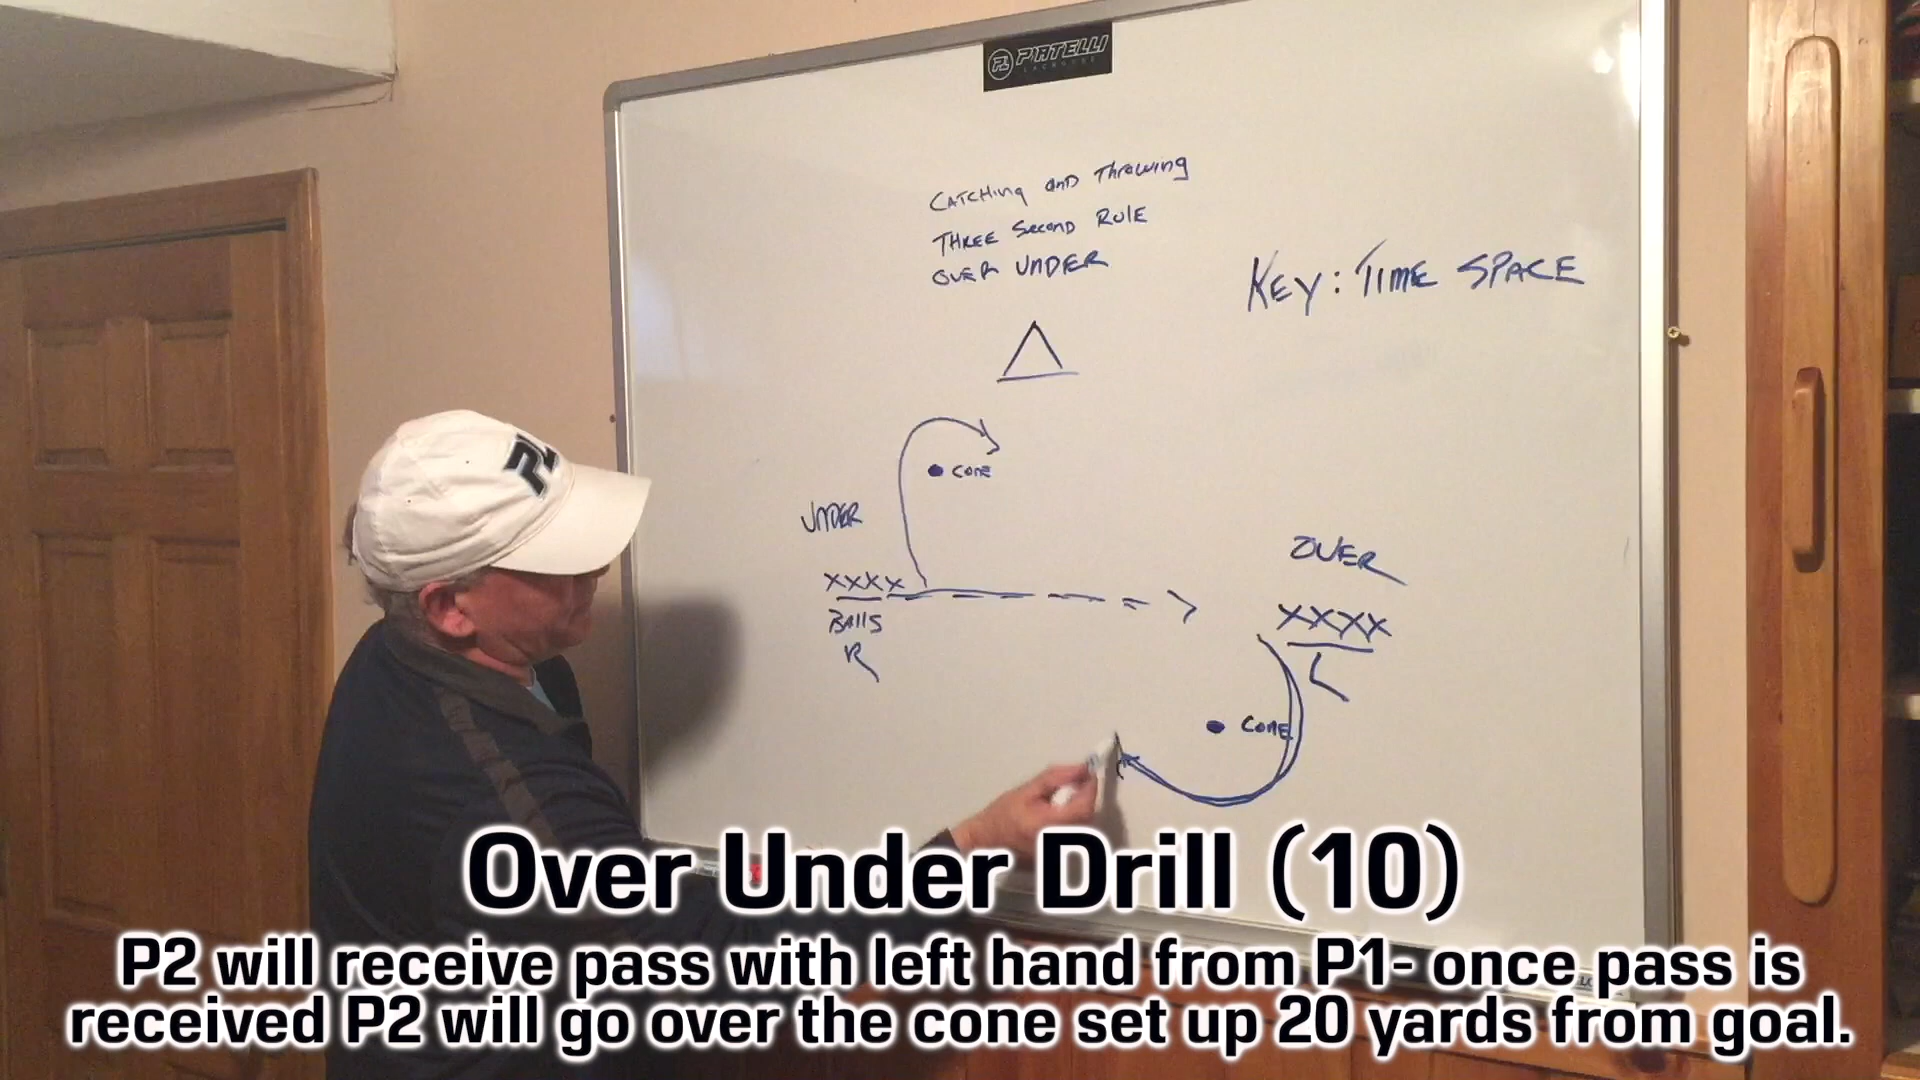 PATELLI
LACROSSE
CATCHing anD Throwing
THREE Second RULE
OVER UNDER
KEY: TIME SPACE
CONE
UNDER
OVER
XXXX
XXXX
BAllS
R
L
CONE
Over Under Drill (10)
P2 will receive pass with left hand from P1- once pass is
received P2 will go over the cone set up 20 yards from goal.